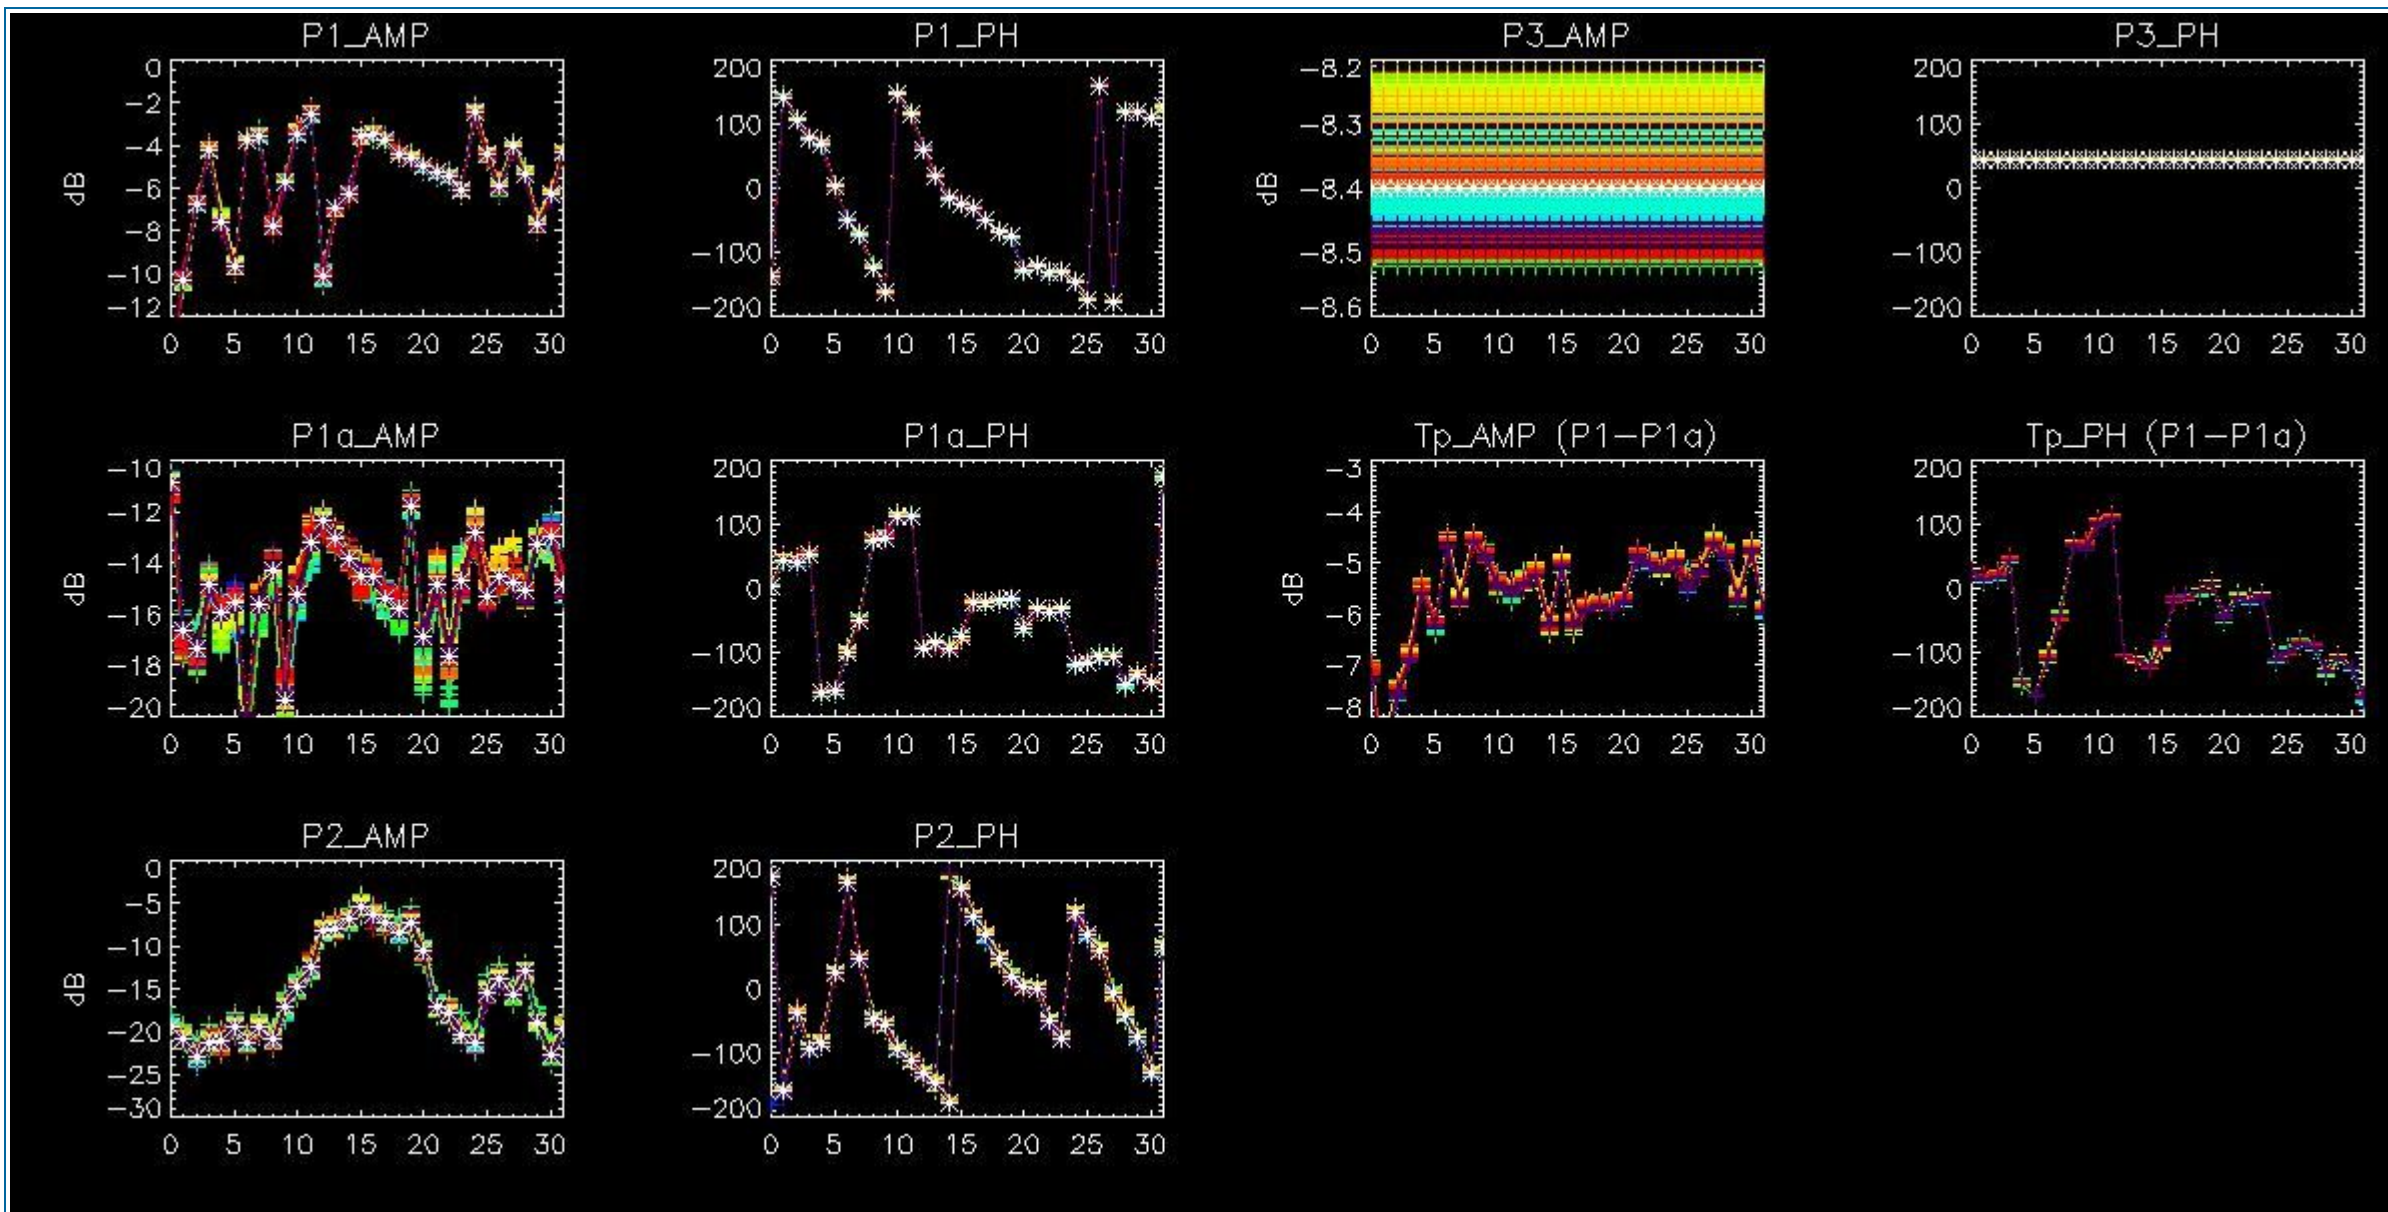 P1_AMP P1_PH P3_AMP P3_PH
0 200 -8.2 200
-2 100 -8.3 100
-4 0 -8.4 0
-6 -100 -8.5 -100
-8 -200 -8.6 -200
-10
-12
dB dB
0 5 10 15 20 25 30 0 5 10 15 20 25 30 0 5 10 15 20 25 30 0 5 10 15 20 25 30
P1a_AMP P1a_PH Tp_AMP (P1-P1a) Tp_PH (P1-P1a)
-10 200 -3 200
-12 100 -4 100
-14 0 -5 0
-16 -100 -6 -100
-18 -200 -7 -200
-20 -8
dB dB
0 5 10 15 20 25 30 0 5 10 15 20 25 30 0 5 10 15 20 25 30 0 5 10 15 20 25 30
P2_AMP P2_PH
0 200
-5 100
-10 0
-15 -100
-20 -200
-25
-30
dB
0 5 10 15 20 25 30 0 5 10 15 20 25 30